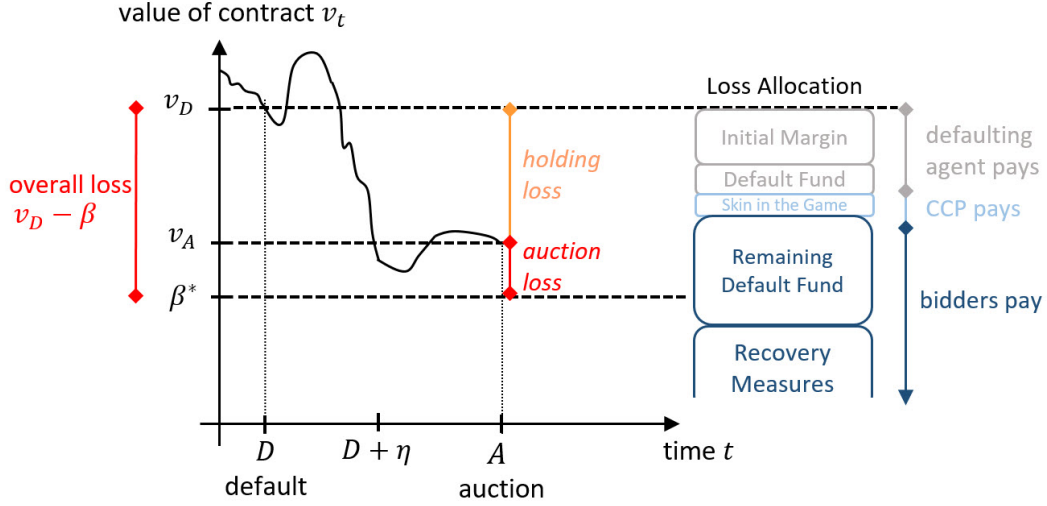 value of contract v_t
Loss Allocation
v_D
Initial Margin
Default Fund
Skin in the Game
defaulting
agent pays
CCP pays
holding
loss
overall loss
v_D − β
v_A
auction
loss
β*
Remaining
Default Fund
bidders pay
Recovery
Measures
D
D + η
A
time t
default
auction